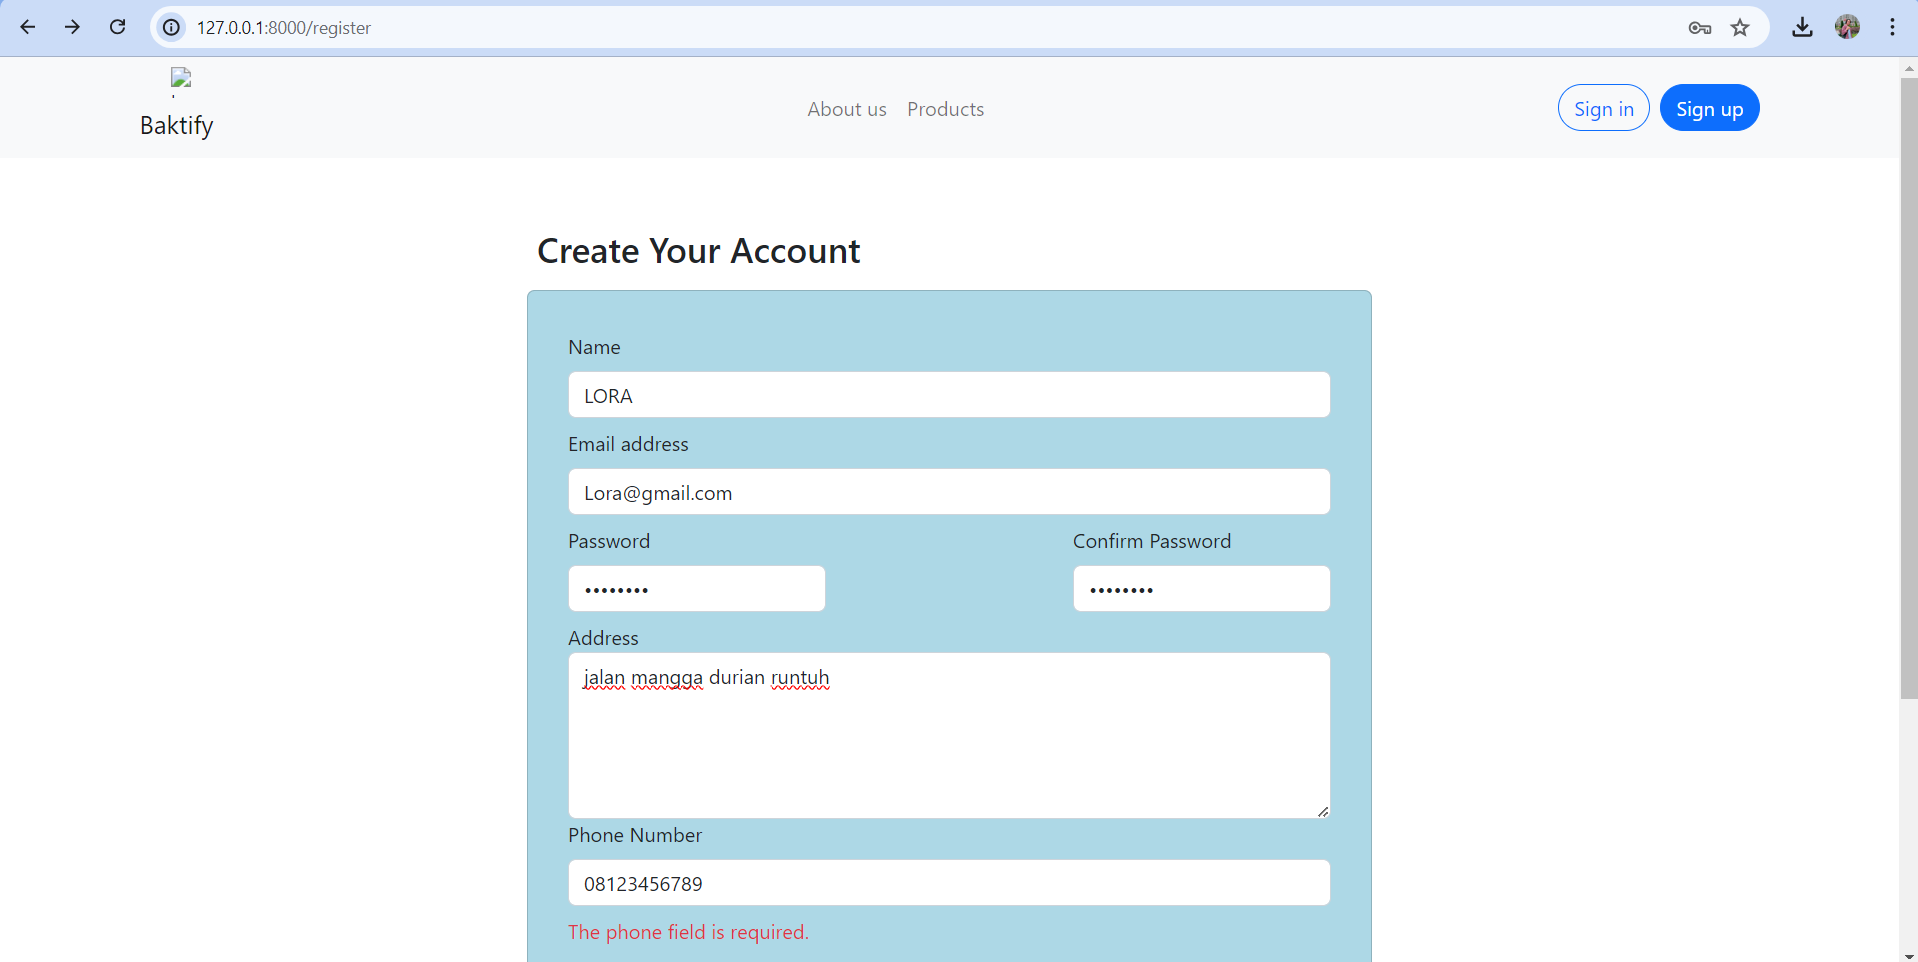 127.0.0.1:8000/register
Baktify
About us Products
Sign in Sign up
Create Your Account
Name
LORA
Email address
Lora@gmail.com
Password Confirm Password
•••••••• ••••••••
Address
jalan mangga durian runtuh
Phone Number
08123456789
The phone field is required.